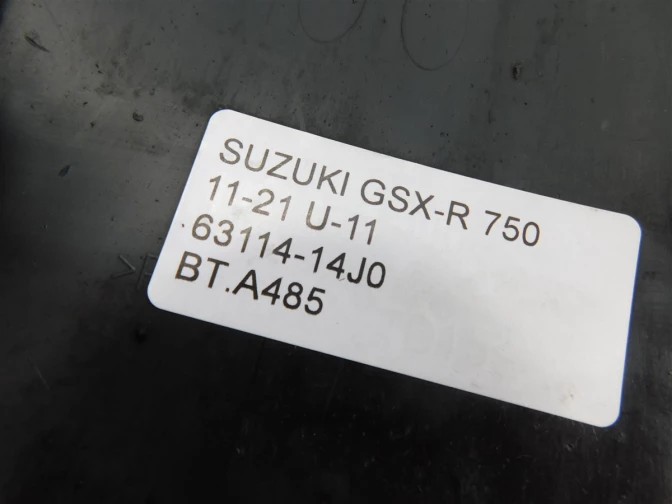 SUZUKI GSX-R 750
11-21 U-11
63114-14J0
BT.A485